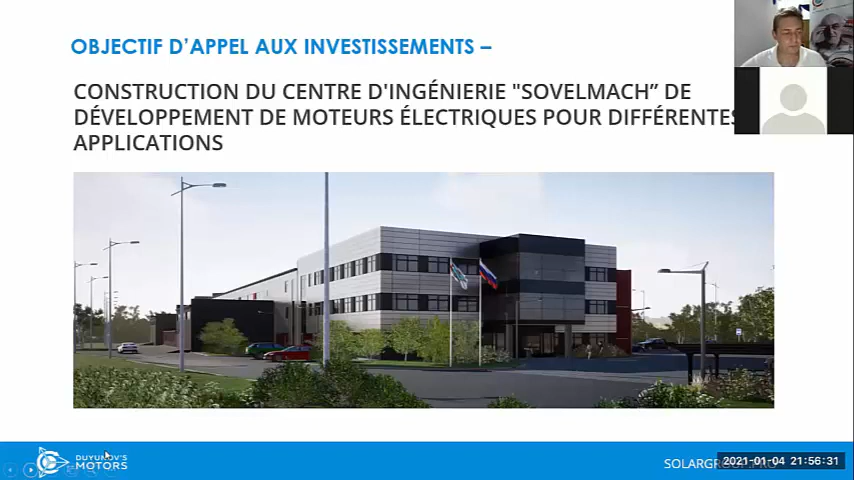 OBJECTIF D’APPEL AUX INVESTISSEMENTS –
CONSTRUCTION DU CENTRE D'INGÉNIERIE "SOVELMACH” DE
DÉVELOPPEMENT DE MOTEURS ÉLECTRIQUES POUR DIFFÉRENTES
APPLICATIONS
DUYUNOV'S
MOTORS
2021-01-04 21:56:31